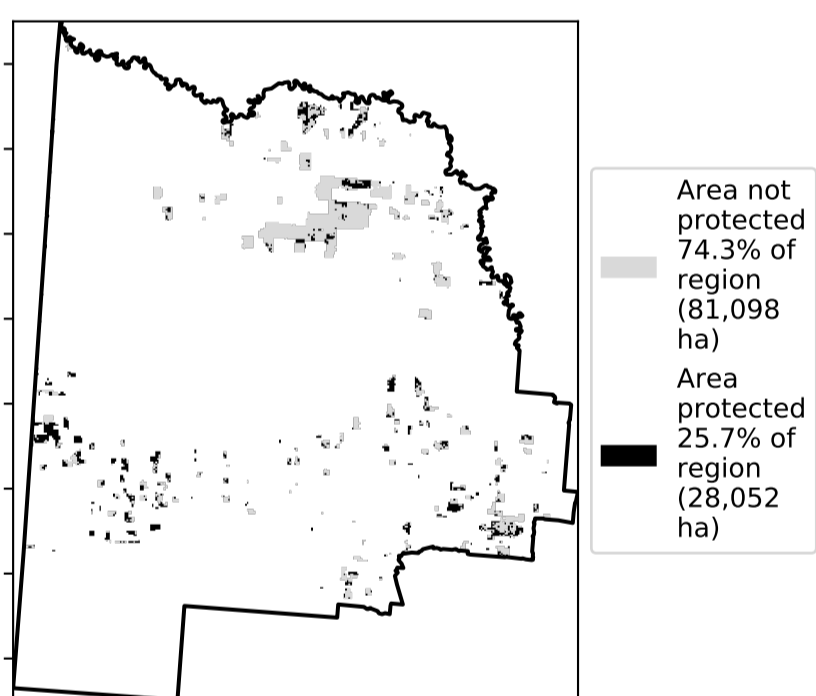 Area not
protected
74.3% of
region
(81,098
ha)
Area
protected
25.7% of
region
(28,052
ha)